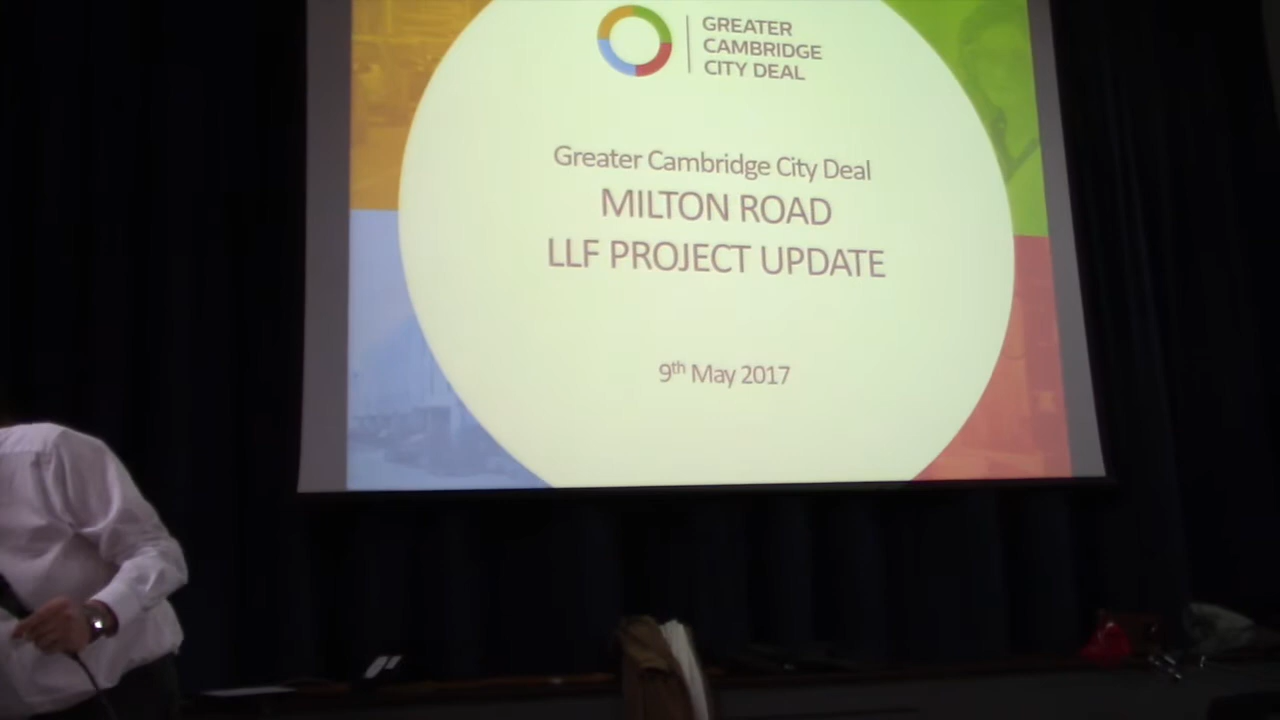 GREATER
CAMBRIDGE
CITY DEAL
Greater Cambridge City Deal
MILTON ROAD
LLF PROJECT UPDATE
9th May 2017